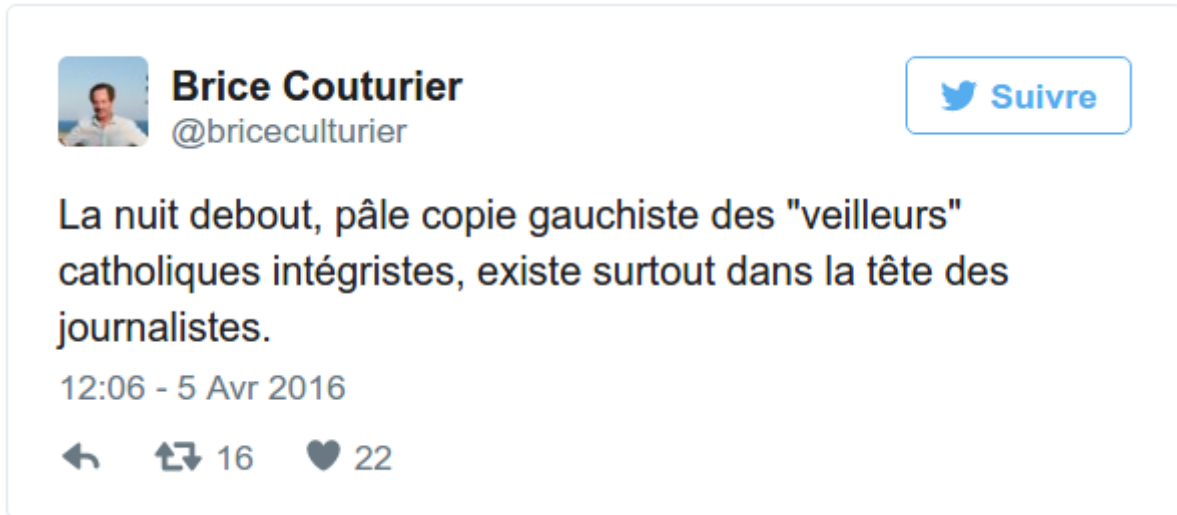 Brice Couturier
@briceculturier
Suivre
La nuit debout, pâle copie gauchiste des "veilleurs"
catholiques intégristes, existe surtout dans la tête des
journalistes.
12:06 - 5 Avr 2016
16 22